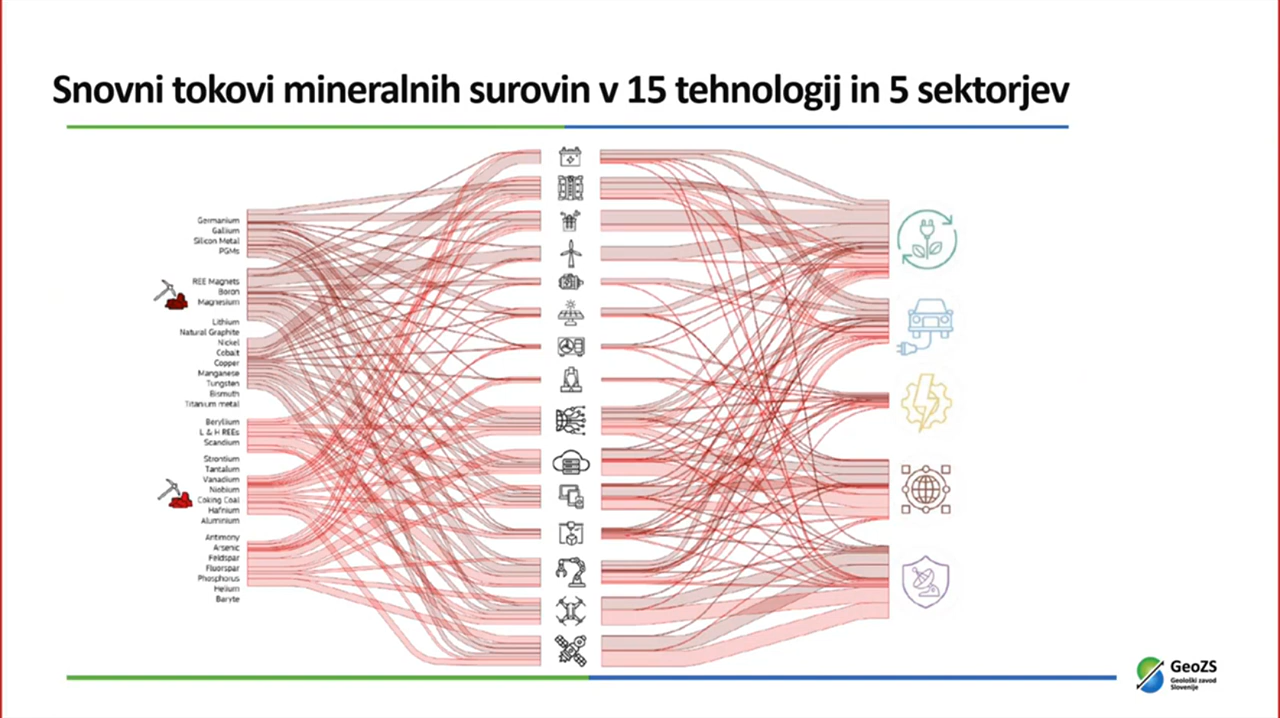 Snovni tokovi mineralnih surovin v 15 tehnologij in 5 sektorjev
Germanium
Gallium
Silicon Metal
PGMs
REE Magnets
Boron
Magnesium
Lithium
Natural Graphite
Nickel
Cobalt
Copper
Manganese
Tungsten
Bismuth
Titanium metal
Beryllium
L & H REEs
Scandium
Strontium
Tantalum
Vanadium
Niobium
Coking Coal
Hafnium
Aluminium
Antimony
Arsenic
Feldspar
Fluorspar
Phosphorus
Helium
Baryte
GeoZS
Geološki zavod
Slovenije